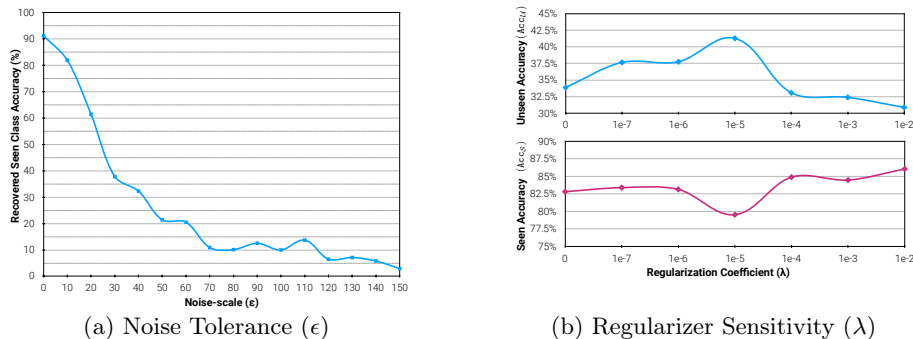 Recovered Seen Class Accuracy (%)
100
90
80
70
60
50
40
30
20
10
0
0 10 20 30 40 50 60 70 80 90 100 110 120 130 140 150
Noise-scale (ε)
(a) Noise Tolerance (ϵ)
Unseen Accuracy (Acc𝒰)
45%
42.5%
40%
37.5%
35%
32.5%
30%
0 1e-7 1e-6 1e-5 1e-4 1e-3 1e-2
Seen Accuracy (Acc𝒮)
90%
87.5%
85%
82.5%
80%
77.5%
75%
0 1e-7 1e-6 1e-5 1e-4 1e-3 1e-2
Regularization Coefficient (λ)
(b) Regularizer Sensitivity (λ)